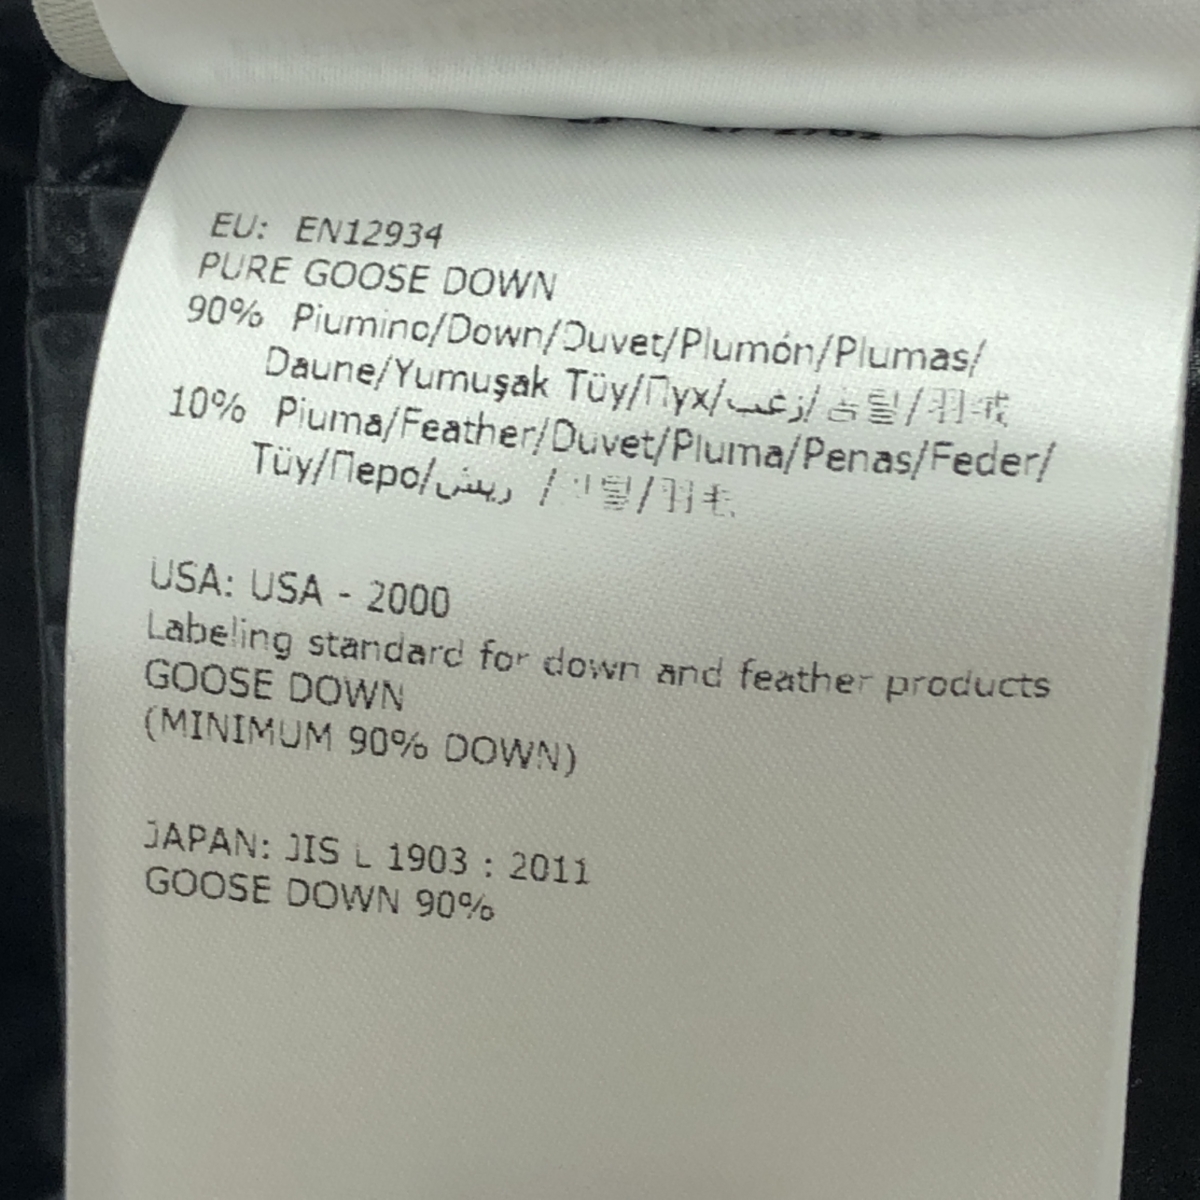 EU: EN12934
PURE GOOSE DOWN
90% Piumino/Down/Duvet/Plumón/Plumas/
Daune/Yumuşak Tüy/Пух/زغب/솜털/羽絨
10% Piuma/Feather/Duvet/Pluma/Penas/Feder/
Tüy/Перо/ريش /깃털/羽毛
USA: USA - 2000
Labeling standard for down and feather products
GOOSE DOWN
(MINIMUM 90% DOWN)
JAPAN: JIS L 1903 : 2011
GOOSE DOWN 90%